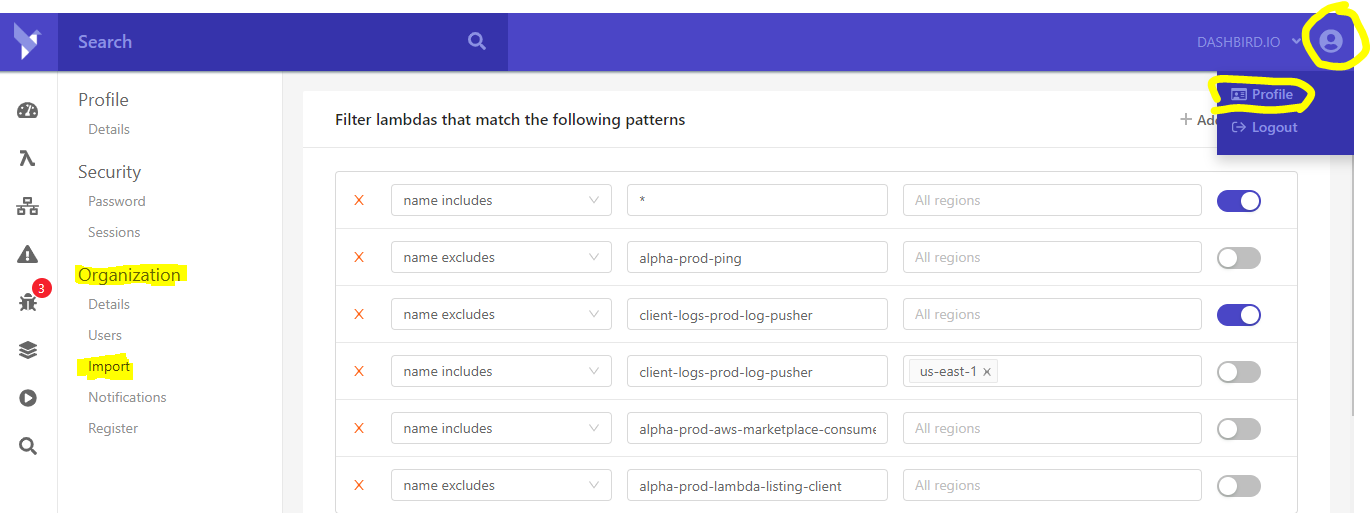 Search
DASHBIRD.IO
Profile
Logout
Profile
Details
Security
Password
Sessions
Organization
Details
Users
Import
Notifications
Register
3
Filter lambdas that match the following patterns
+ Add
X name includes * All regions
X name excludes alpha-prod-ping All regions
X name excludes client-logs-prod-log-pusher All regions
X name includes client-logs-prod-log-pusher us-east-1 ×
X name includes alpha-prod-aws-marketplace-consume All regions
X name excludes alpha-prod-lambda-listing-client All regions